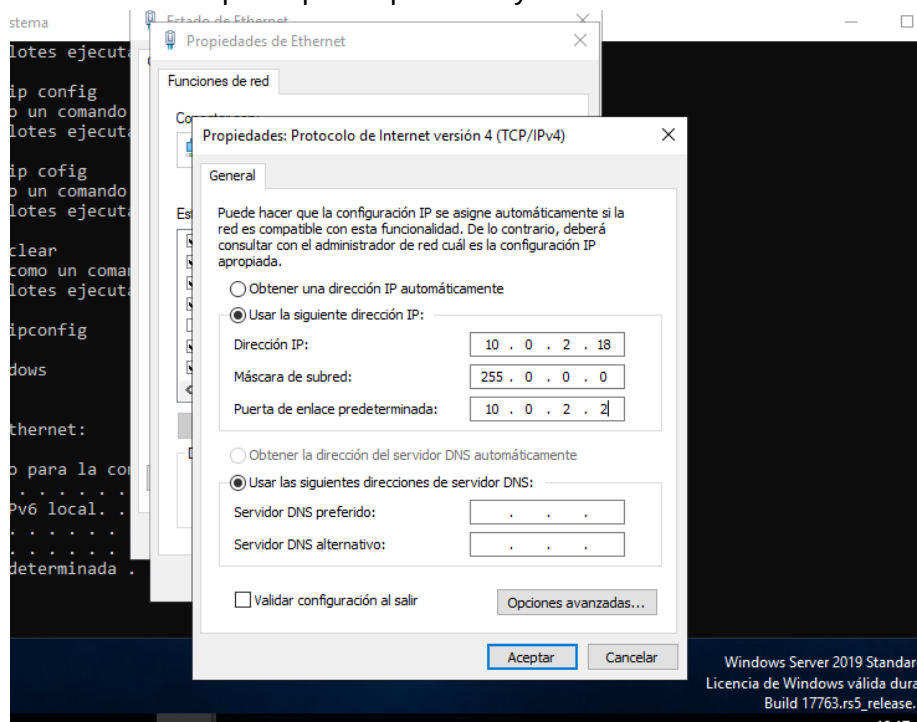 stema
Estado de Ethernet
Propiedades de Ethernet
lotes ejecut
Funciones de red
ip config
o un comando
lotes ejecuta
Propiedades: Protocolo de Internet versión 4 (TCP/IPv4)
General
ip cofig
o un comando
lotes ejecuta
Puede hacer que la configuración IP se asigne automáticamente si la
red es compatible con esta funcionalidad. De lo contrario, deberá
consultar con el administrador de red cuál es la configuración IP
apropiada.
clear
como un coman
lotes ejecuta
Obtener una dirección IP automáticamente
Usar la siguiente dirección IP:
ipconfig
Dirección IP: 10 . 0 . 2 . 18
dows
Máscara de subred: 255 . 0 . 0 . 0
Puerta de enlace predeterminada: 10 . 0 . 2 . 2
thernet:
Obtener la dirección del servidor DNS automáticamente
o para la con
Usar las siguientes direcciones de servidor DNS:
Pv6 local. . .
Servidor DNS preferido: . . .
Servidor DNS alternativo: . . .
determinada .
Validar configuración al salir
Opciones avanzadas...
Aceptar
Cancelar
Windows Server 2019 Standar
Licencia de Windows válida dura
Build 17763.rs5_release.